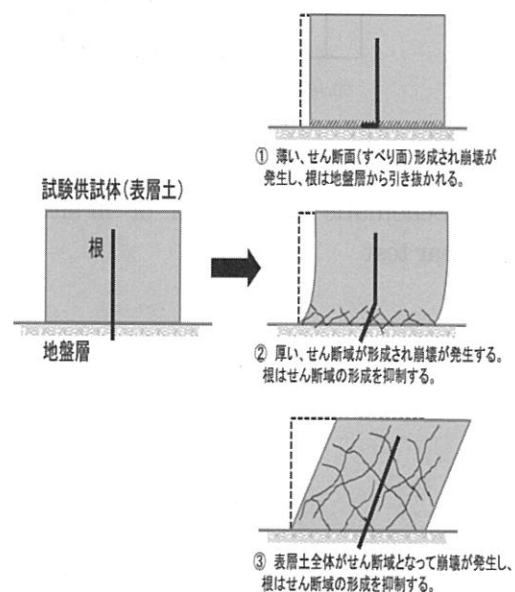 ① 薄い、せん断面(すべり面)形成され崩壊が
発生し、根は地盤層から引き抜かれる。
試験供試体(表層土)
根
地盤層
② 厚い、せん断域が形成され崩壊が発生する。
根はせん断域の形成を抑制する。
③ 表層土全体がせん断域となって崩壊が発生し、
根はせん断域の形成を抑制する。